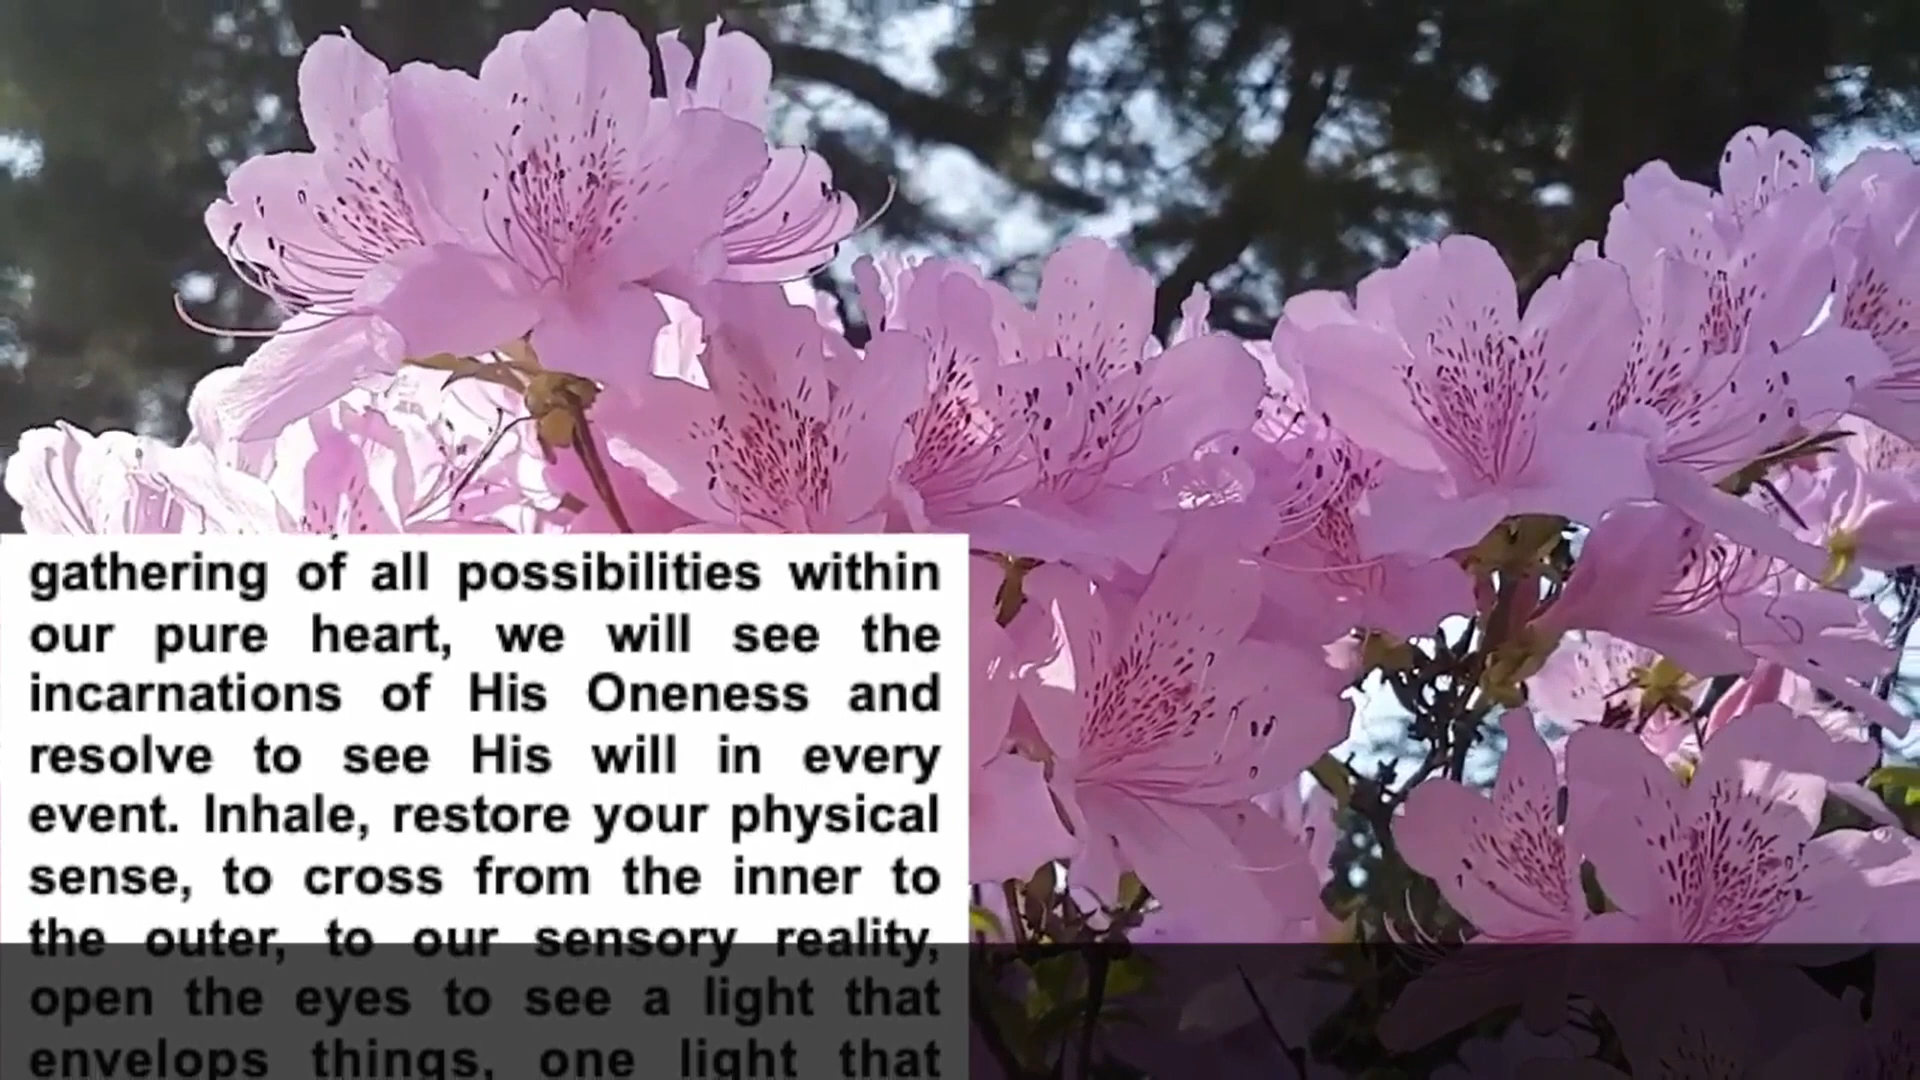 gathering of all possibilities within
our pure heart, we will see the
incarnations of His Oneness and
resolve to see His will in every
event. Inhale, restore your physical
sense, to cross from the inner to
the outer, to our sensory reality,
open the eyes to see a light that
envelops things, one light that